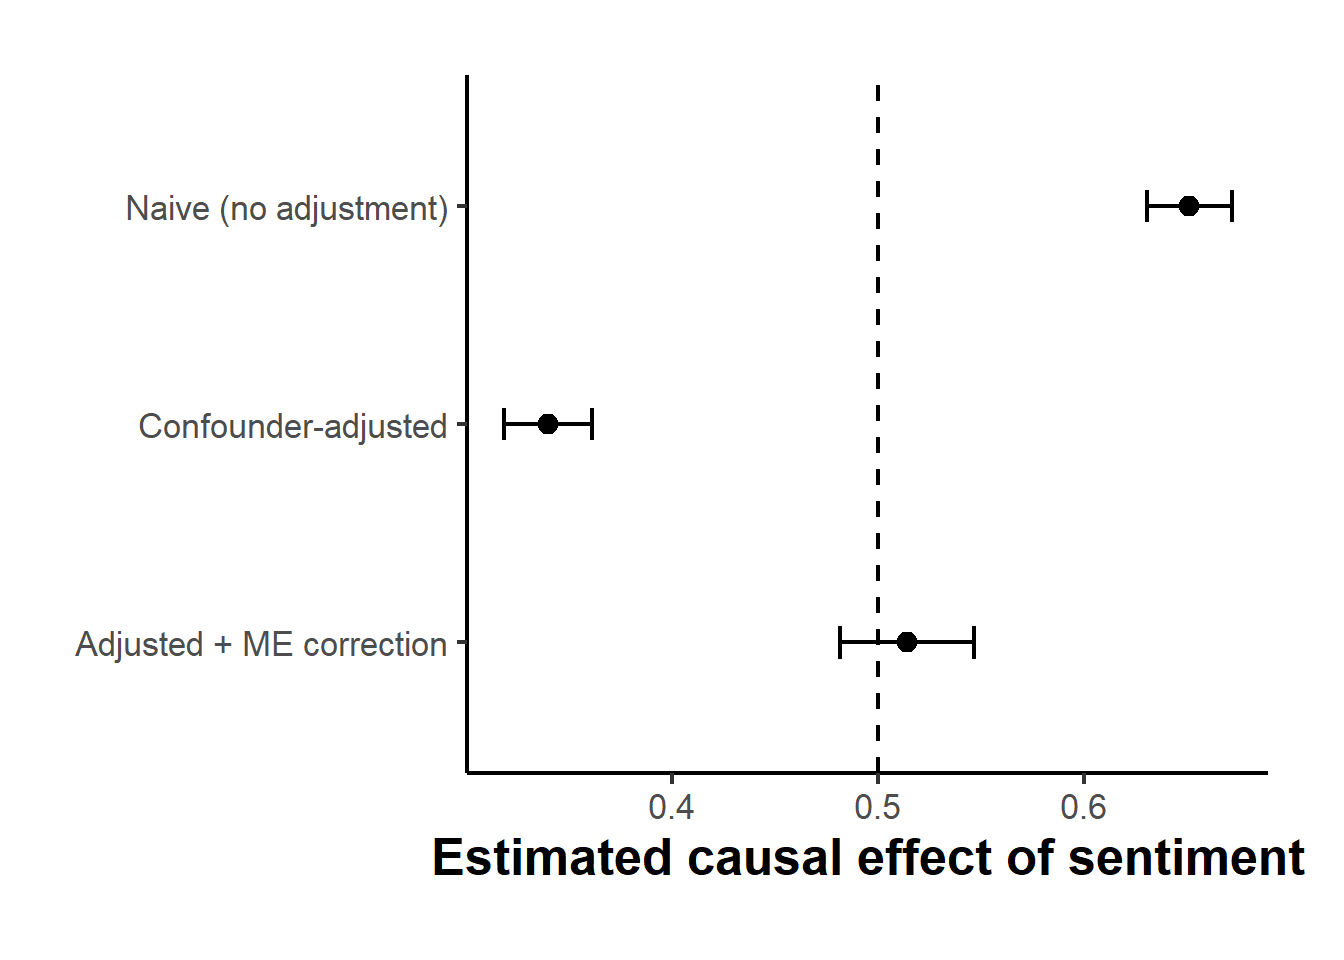 Naive (no adjustment)
Confounder-adjusted
Adjusted + ME correction
0.4 0.5 0.6
Estimated causal effect of sentiment